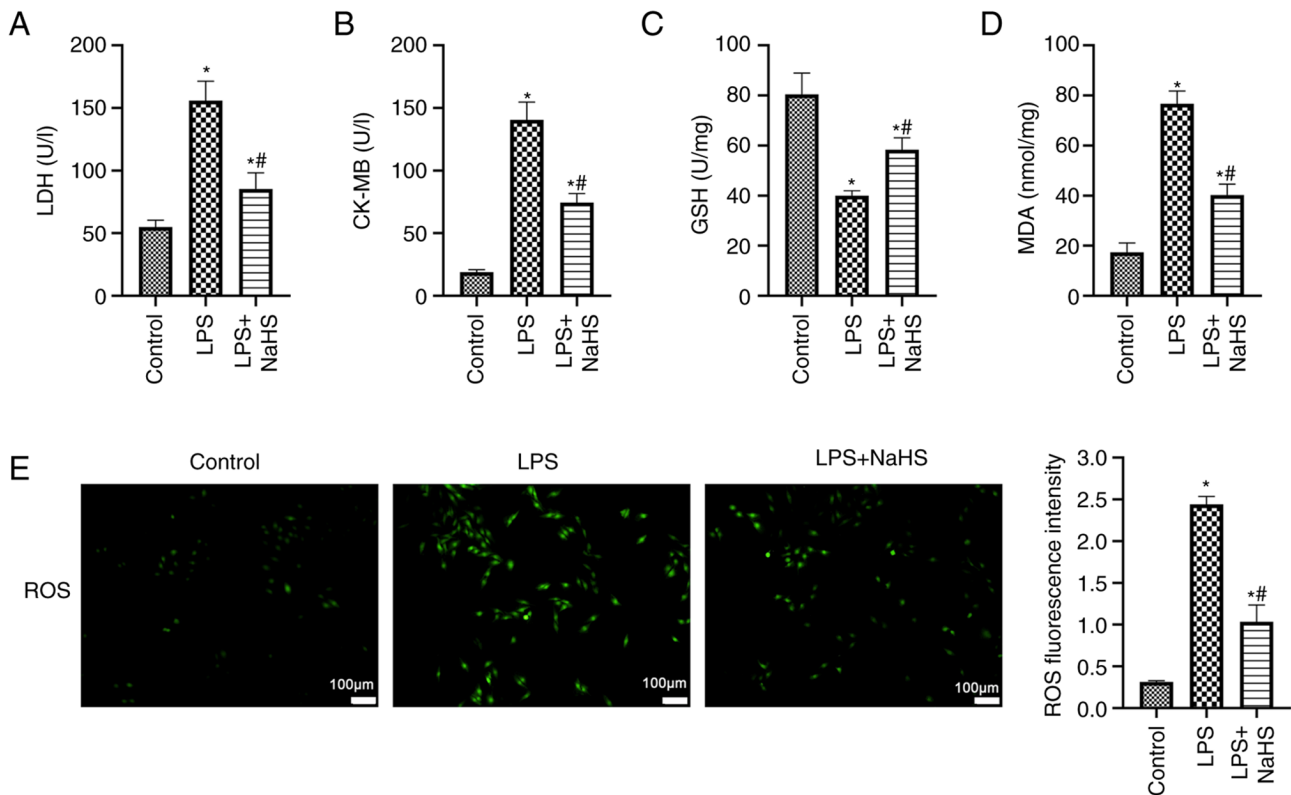 A
LDH (U/l)
200
150
100
50
0
*
*#
Control
LPS
LPS+
NaHS
B
CK-MB (U/l)
200
150
100
50
0
*
*#
Control
LPS
LPS+
NaHS
C
GSH (U/mg)
100
80
60
40
20
0
*
*#
Control
LPS
LPS+
NaHS
D
MDA (nmol/mg)
100
80
60
40
20
0
*
*#
Control
LPS
LPS+
NaHS
E
Control
LPS
LPS+NaHS
ROS
100μm
100μm
100μm
ROS fluorescence intensity
3.0
2.5
2.0
1.5
1.0
0.5
0.0
*
*#
Control
LPS
LPS+
NaHS